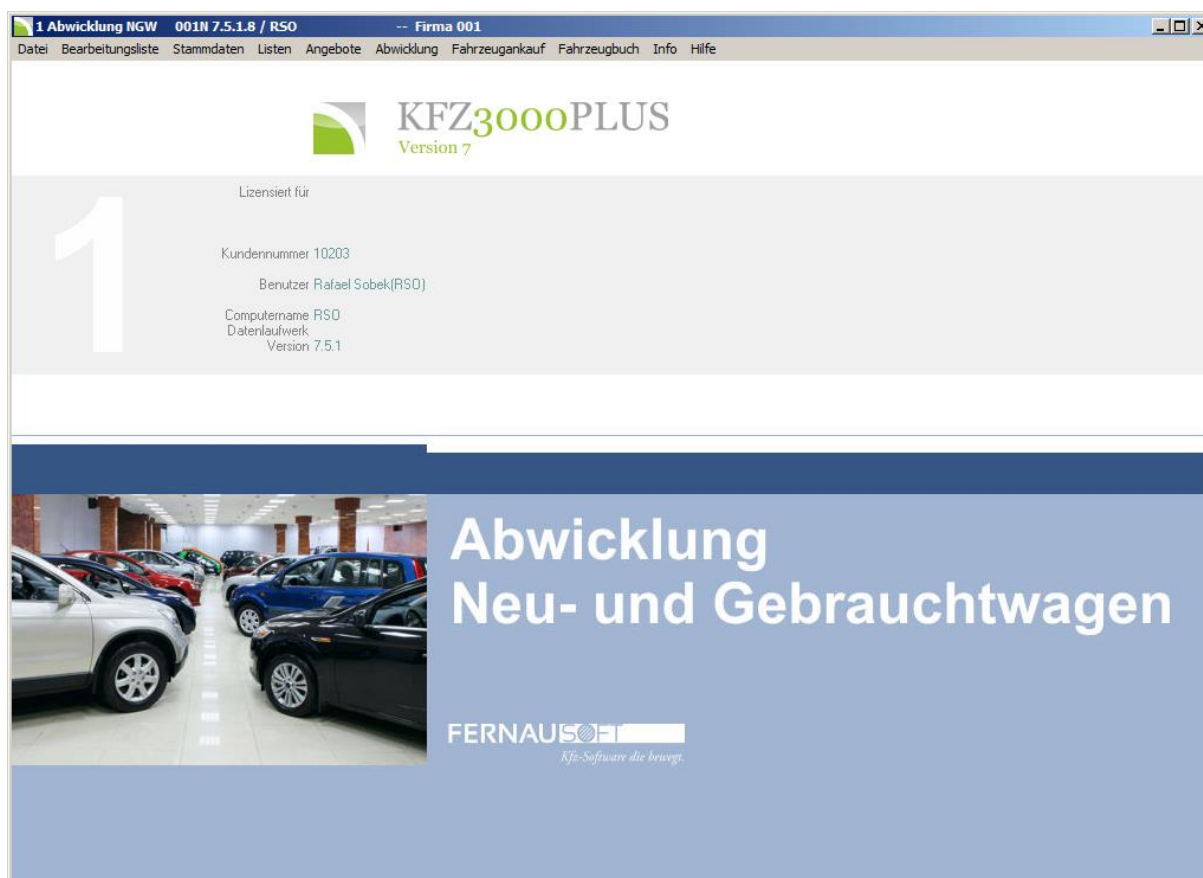 1 Abwicklung NGW 001N 7.5.1.8 / RSO -- Firma 001
Datei Bearbeitungsliste Stammdaten Listen Angebote Abwicklung Fahrzeugankauf Fahrzeugbuch Info Hilfe
KFZ3000PLUS
Version 7
1
Lizensiert für
Kundennummer 10203
Benutzer Rafael Sobek(RSO)
Computername RSO
Datenlaufwerk
Version 7.5.1
Abwicklung
Neu- und Gebrauchtwagen
FERNAUSOFT
Kfz-Software die bewegt.